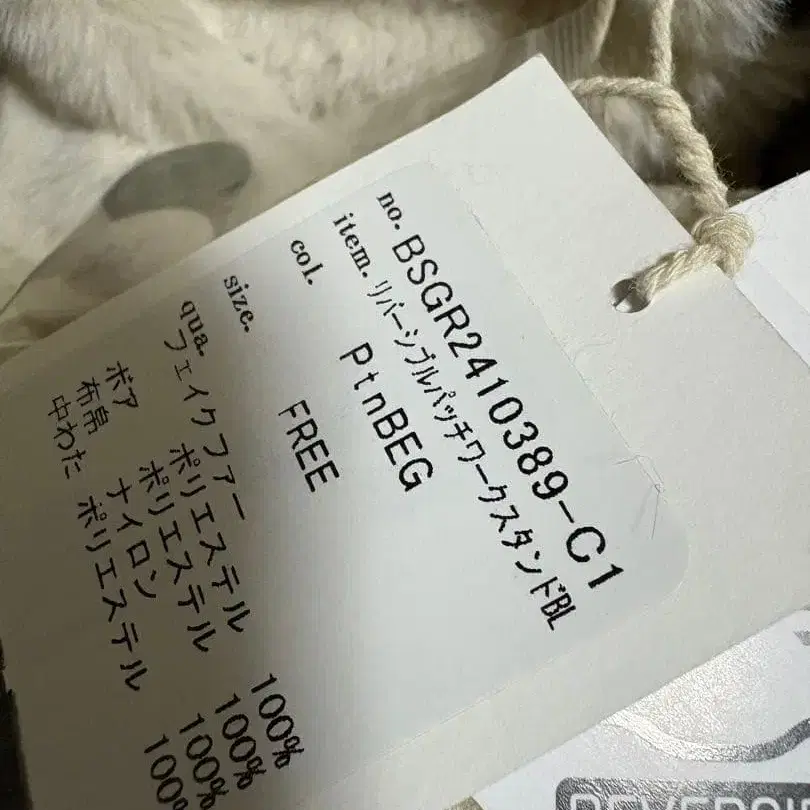 no. BSGR2410389-C1
item. リバーシブルパッチワークスタンドBL
col. PtnBEG
size. FREE
qua.
フェイクファー ポリエステル 100%
ボア ポリエステル 100%
布帛 ナイロン 100%
中わた ポリエステル 100%